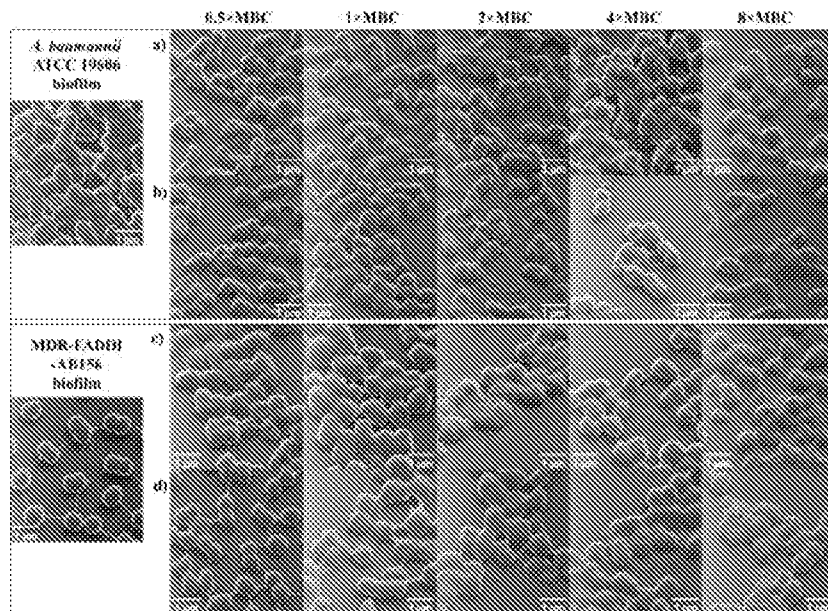 0.5×MBC 1×MBC 2×MBC 4×MBC 8×MBC
A. baumannii
ATCC 19606
biofilm
a)
b)
MDR-FADDI
-AB156
biofilm
c)
d)